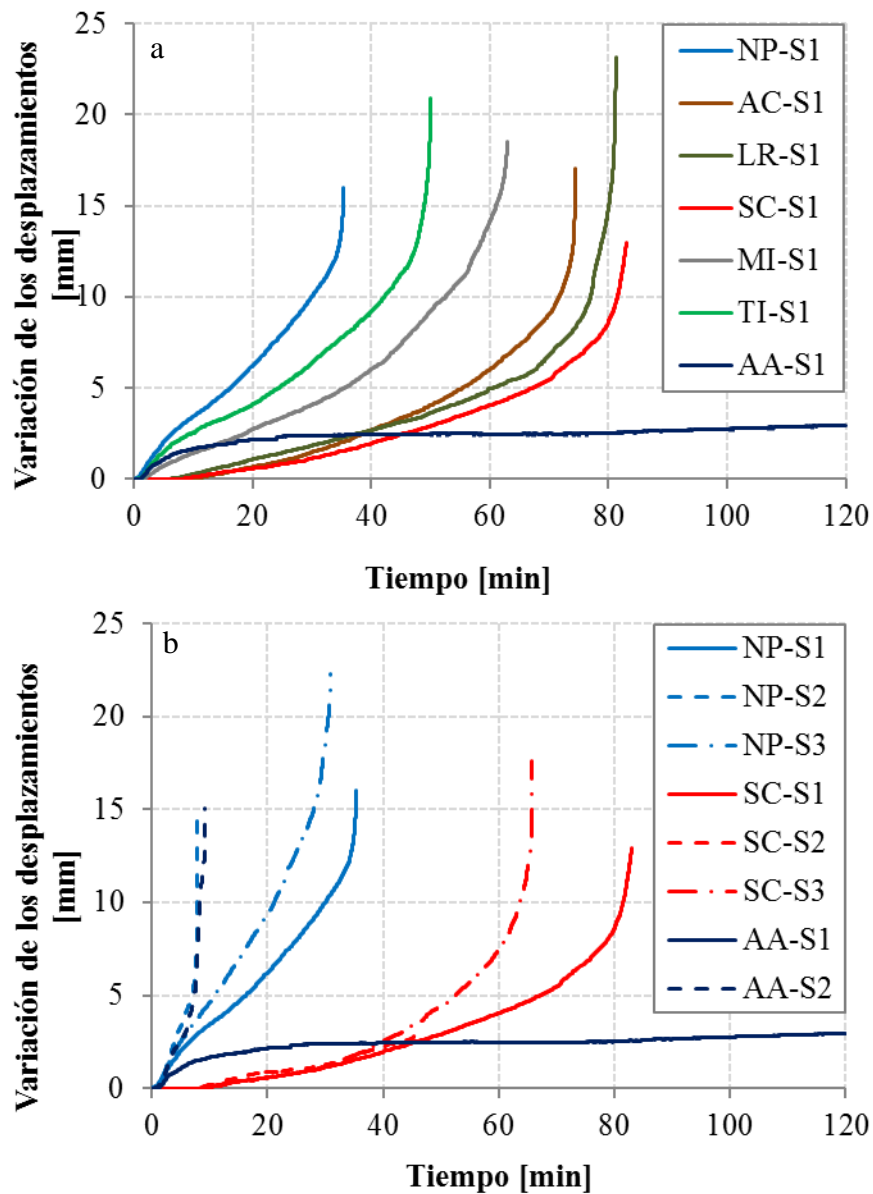 a
Variación de los desplazamientos
[mm]
25
20
15
10
5
0
0 20 40 60 80 100 120
Tiempo [min]
NP-S1
AC-S1
LR-S1
SC-S1
MI-S1
TI-S1
AA-S1
b
Variación de los desplazamientos
[mm]
25
20
15
10
5
0
0 20 40 60 80 100 120
Tiempo [min]
NP-S1
NP-S2
NP-S3
SC-S1
SC-S2
SC-S3
AA-S1
AA-S2